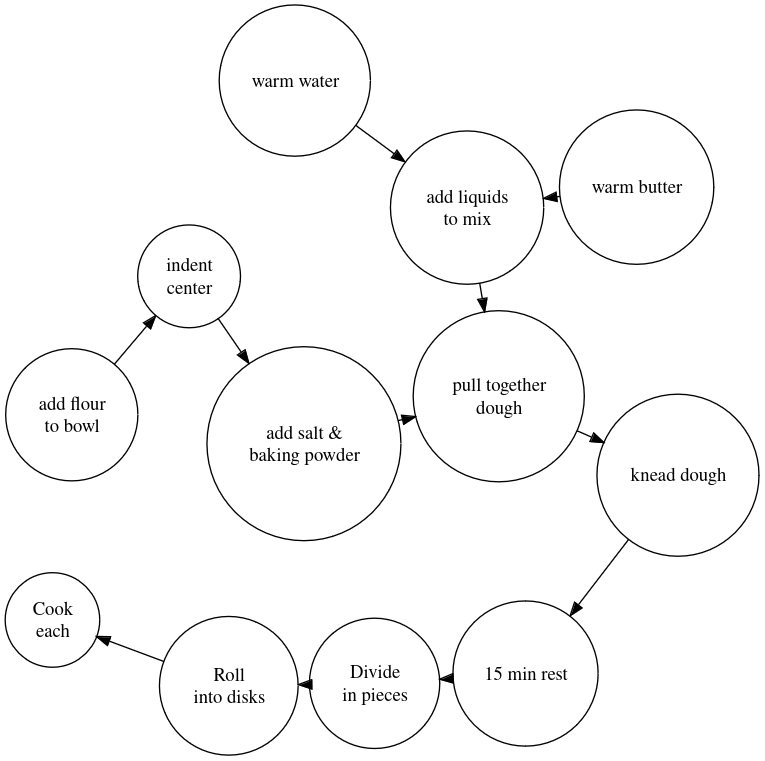 warm water
add liquids
to mix
warm butter
indent
center
add flour
to bowl
add salt &
baking powder
pull together
dough
knead dough
15 min rest
Divide
in pieces
Roll
into disks
Cook
each